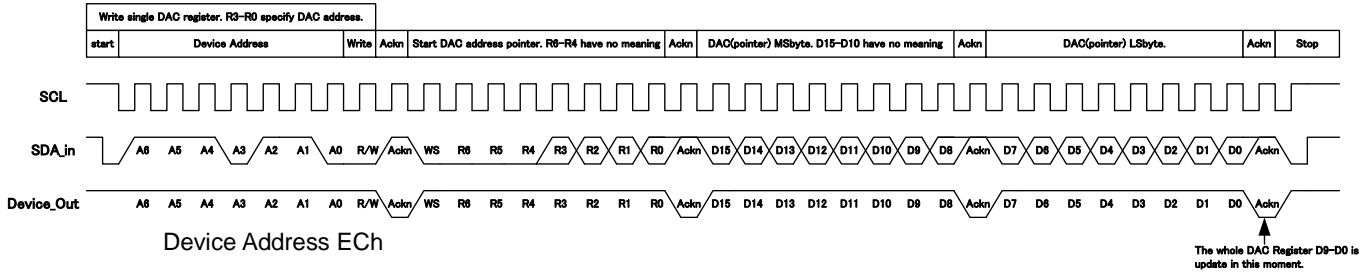 Write single DAC register. R3-R0 specify DAC address.
start Device Address Write Ackn Start DAC address pointer. R6-R4 have no meaning Ackn DAC(pointer) MSbyte. D15-D10 have no meaning Ackn DAC(pointer) LSbyte. Ackn Stop
SCL
SDA_in A6 A5 A4 A3 A2 A1 A0 R/W Ackn WS R6 R5 R4 R3 R2 R1 R0 Ackn D15 D14 D13 D12 D11 D10 D9 D8 Ackn D7 D6 D5 D4 D3 D2 D1 D0 Ackn
Device_Out A6 A5 A4 A3 A2 A1 A0 R/W Ackn WS R6 R5 R4 R3 R2 R1 R0 Ackn D15 D14 D13 D12 D11 D10 D9 D8 Ackn D7 D6 D5 D4 D3 D2 D1 D0 Ackn
Device Address ECh
The whole DAC Register D9-D0 is
update in this moment.